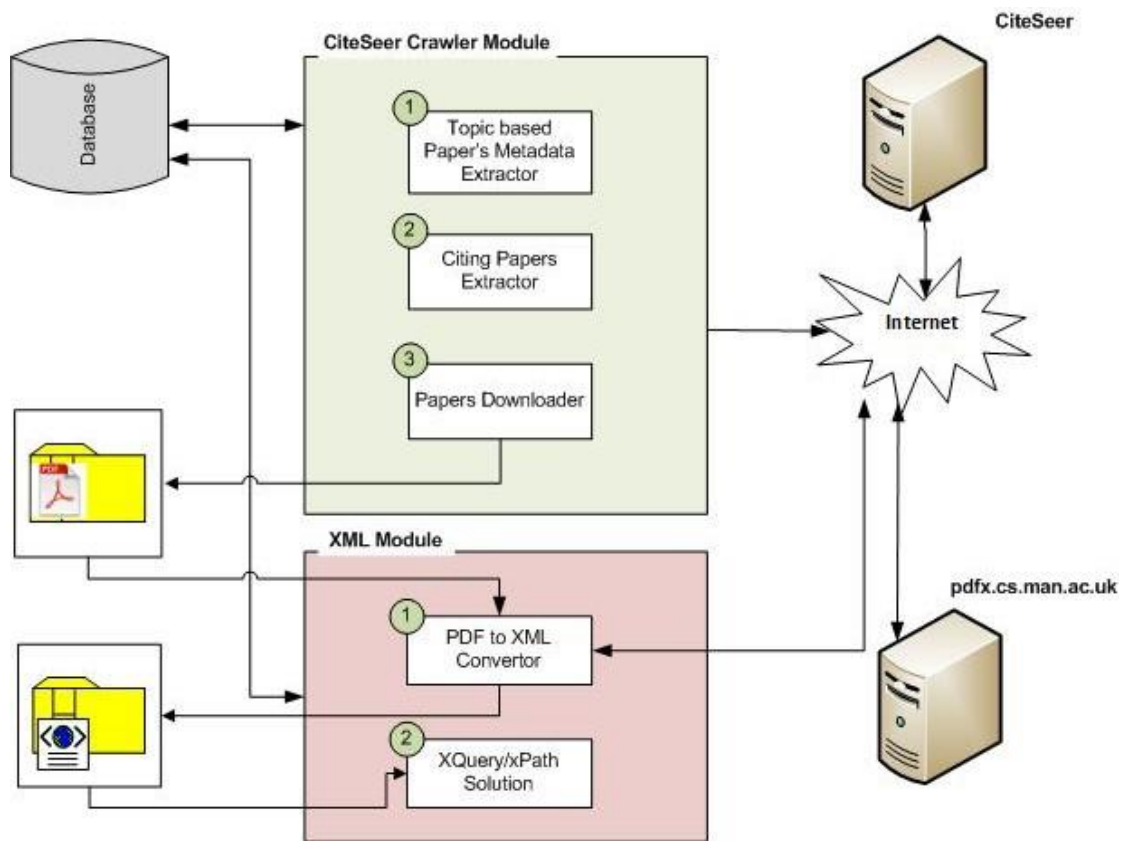 CiteSeer
CiteSeer Crawler Module
Database
1
Topic based
Paper's Metadata
Extractor
2
Citing Papers
Extractor
Internet
3
Papers Downloader
PDF
XML Module
pdfx.cs.man.ac.uk
1
PDF to XML
Convertor
2
XQuery/xPath
Solution